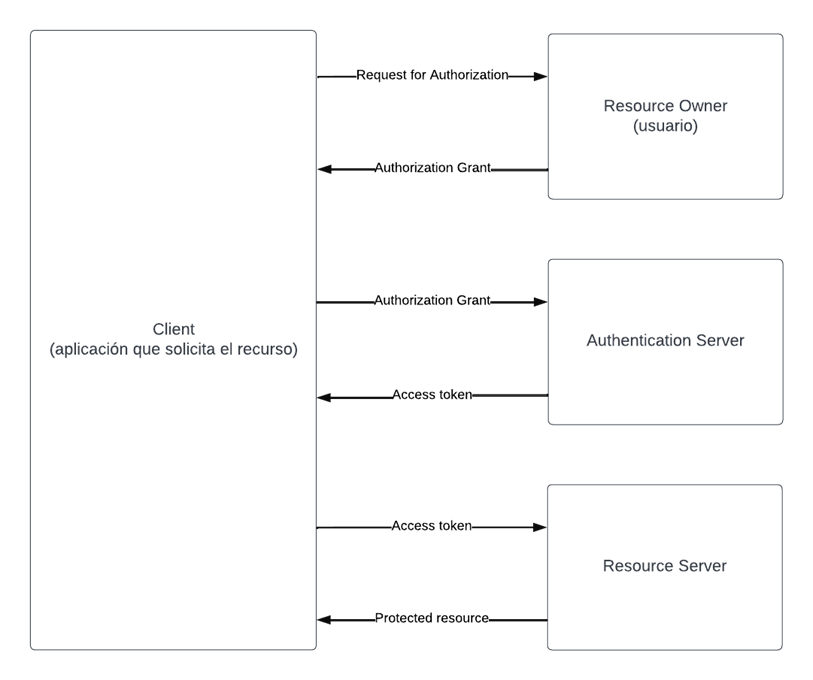 Request for Authorization
Resource Owner
(usuario)
Authorization Grant
Client
(aplicación que solicita el recurso)
Authorization Grant
Authentication Server
Access token
Access token
Resource Server
Protected resource